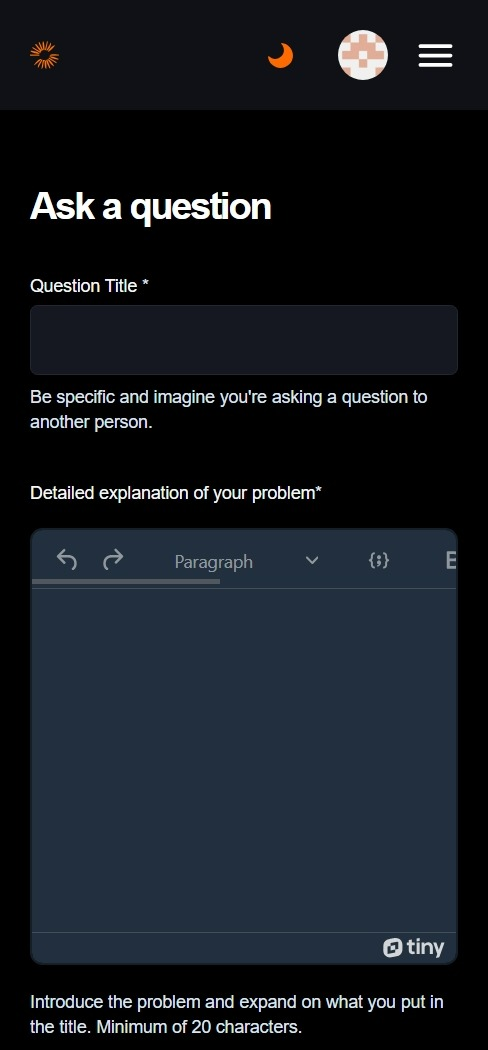 Ask a question
Question Title *
Be specific and imagine you're asking a question to
another person.
Detailed explanation of your problem*
Paragraph
{;}
tiny
Introduce the problem and expand on what you put in
the title. Minimum of 20 characters.